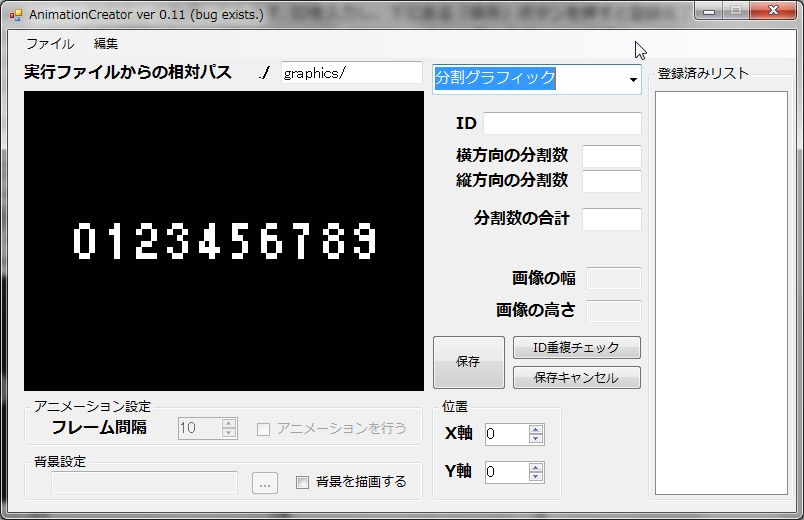 AnimationCreator ver 0.11 (bug exists.)
ファイル 編集
実行ファイルからの相対パス ./ graphics/
分割グラフィック
登録済みリスト
ID
横方向の分割数
縦方向の分割数
分割数の合計
0123456789
画像の幅
画像の高さ
保存
ID重複チェック
保存キャンセル
アニメーション設定
フレーム間隔 10 アニメーションを行う
位置
X軸 0
Y軸 0
背景設定
... 背景を描画する